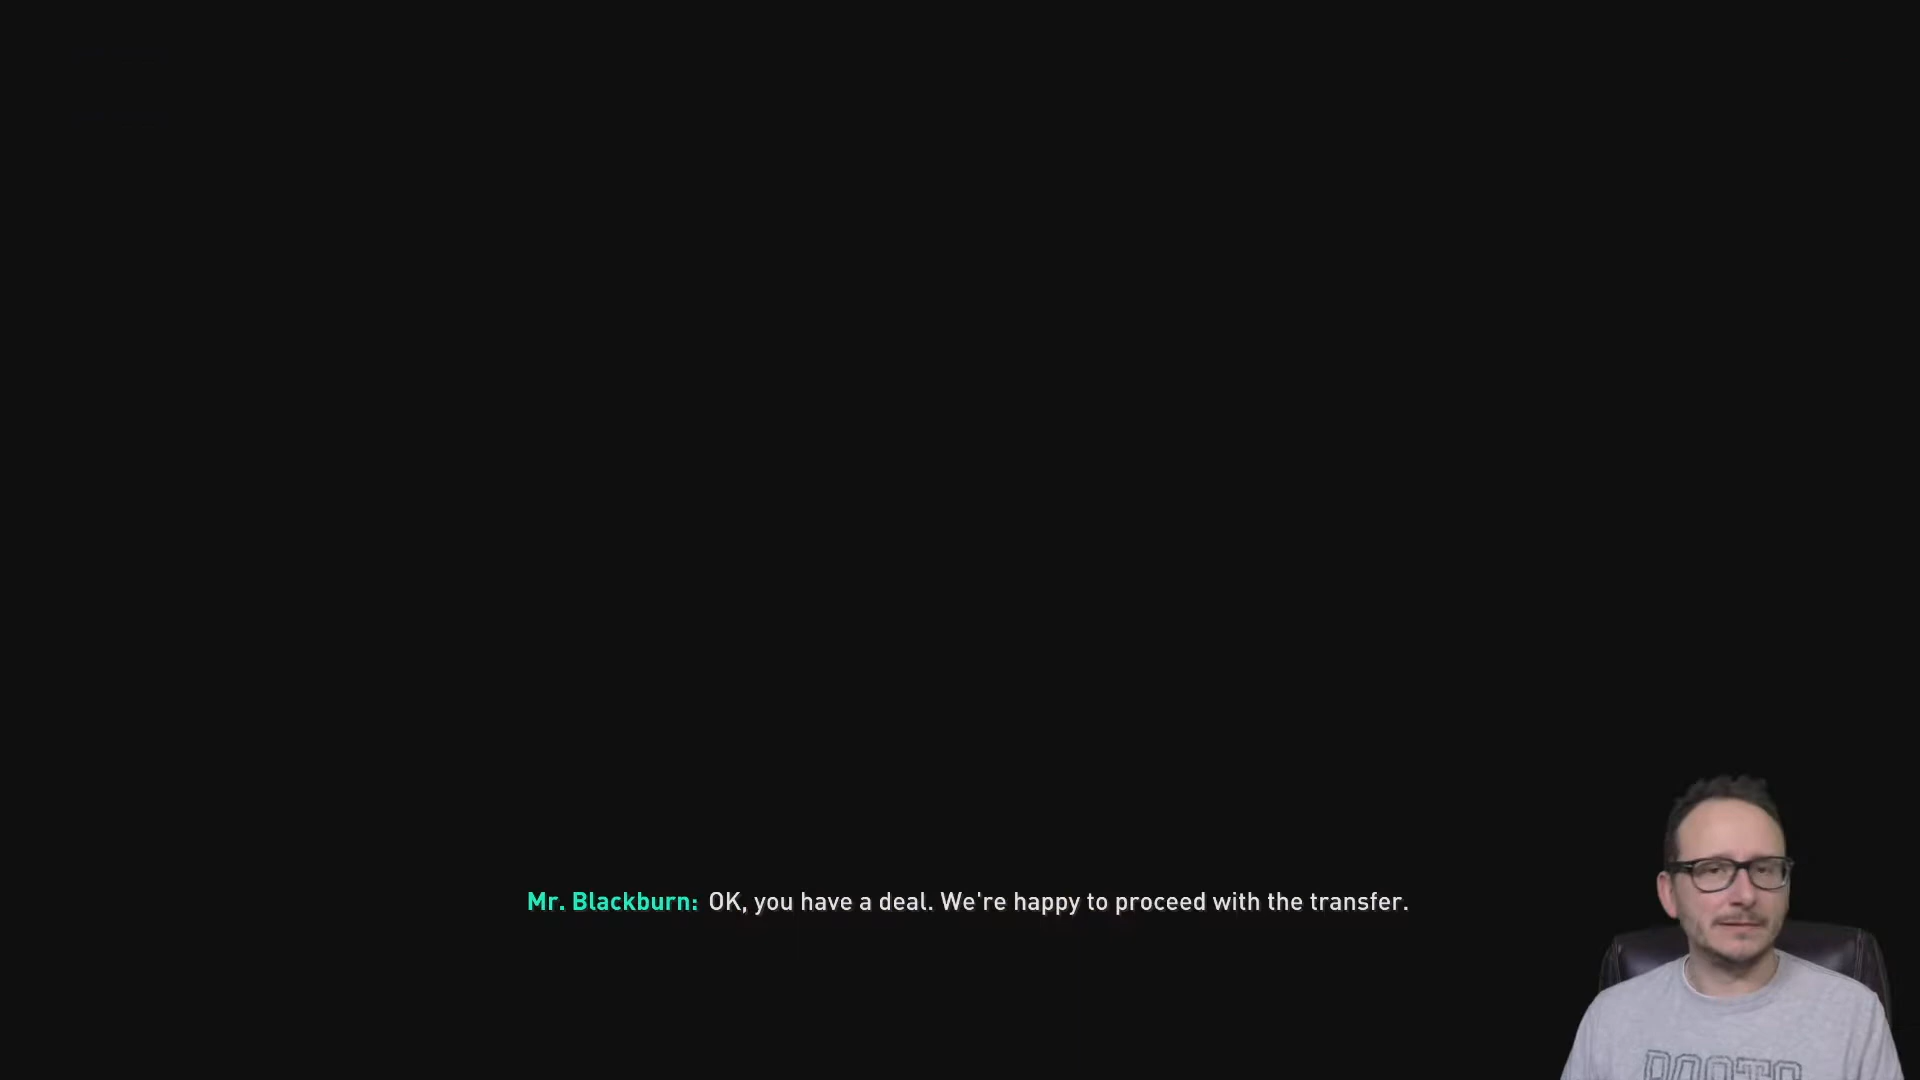 Mr. Blackburn: OK, you have a deal. We're happy to proceed with the transfer.